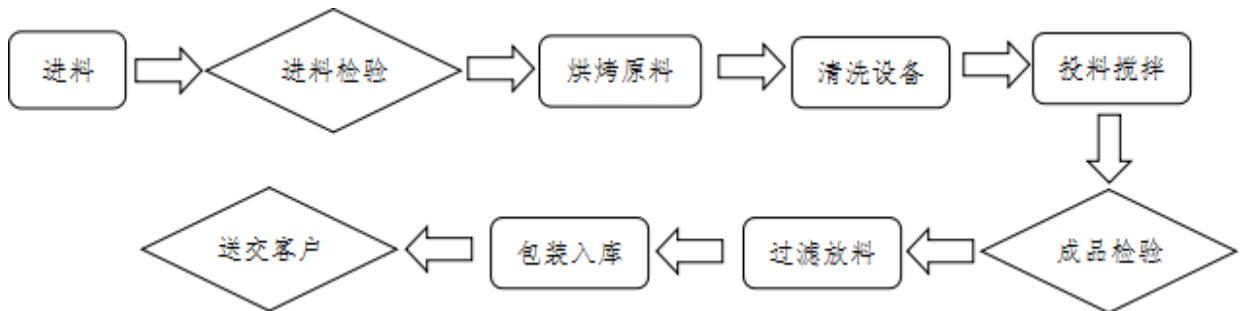 进料
进料检验
烘烤原料
清洗设备
投料搅拌
成品检验
过滤放料
包装入库
送交客户